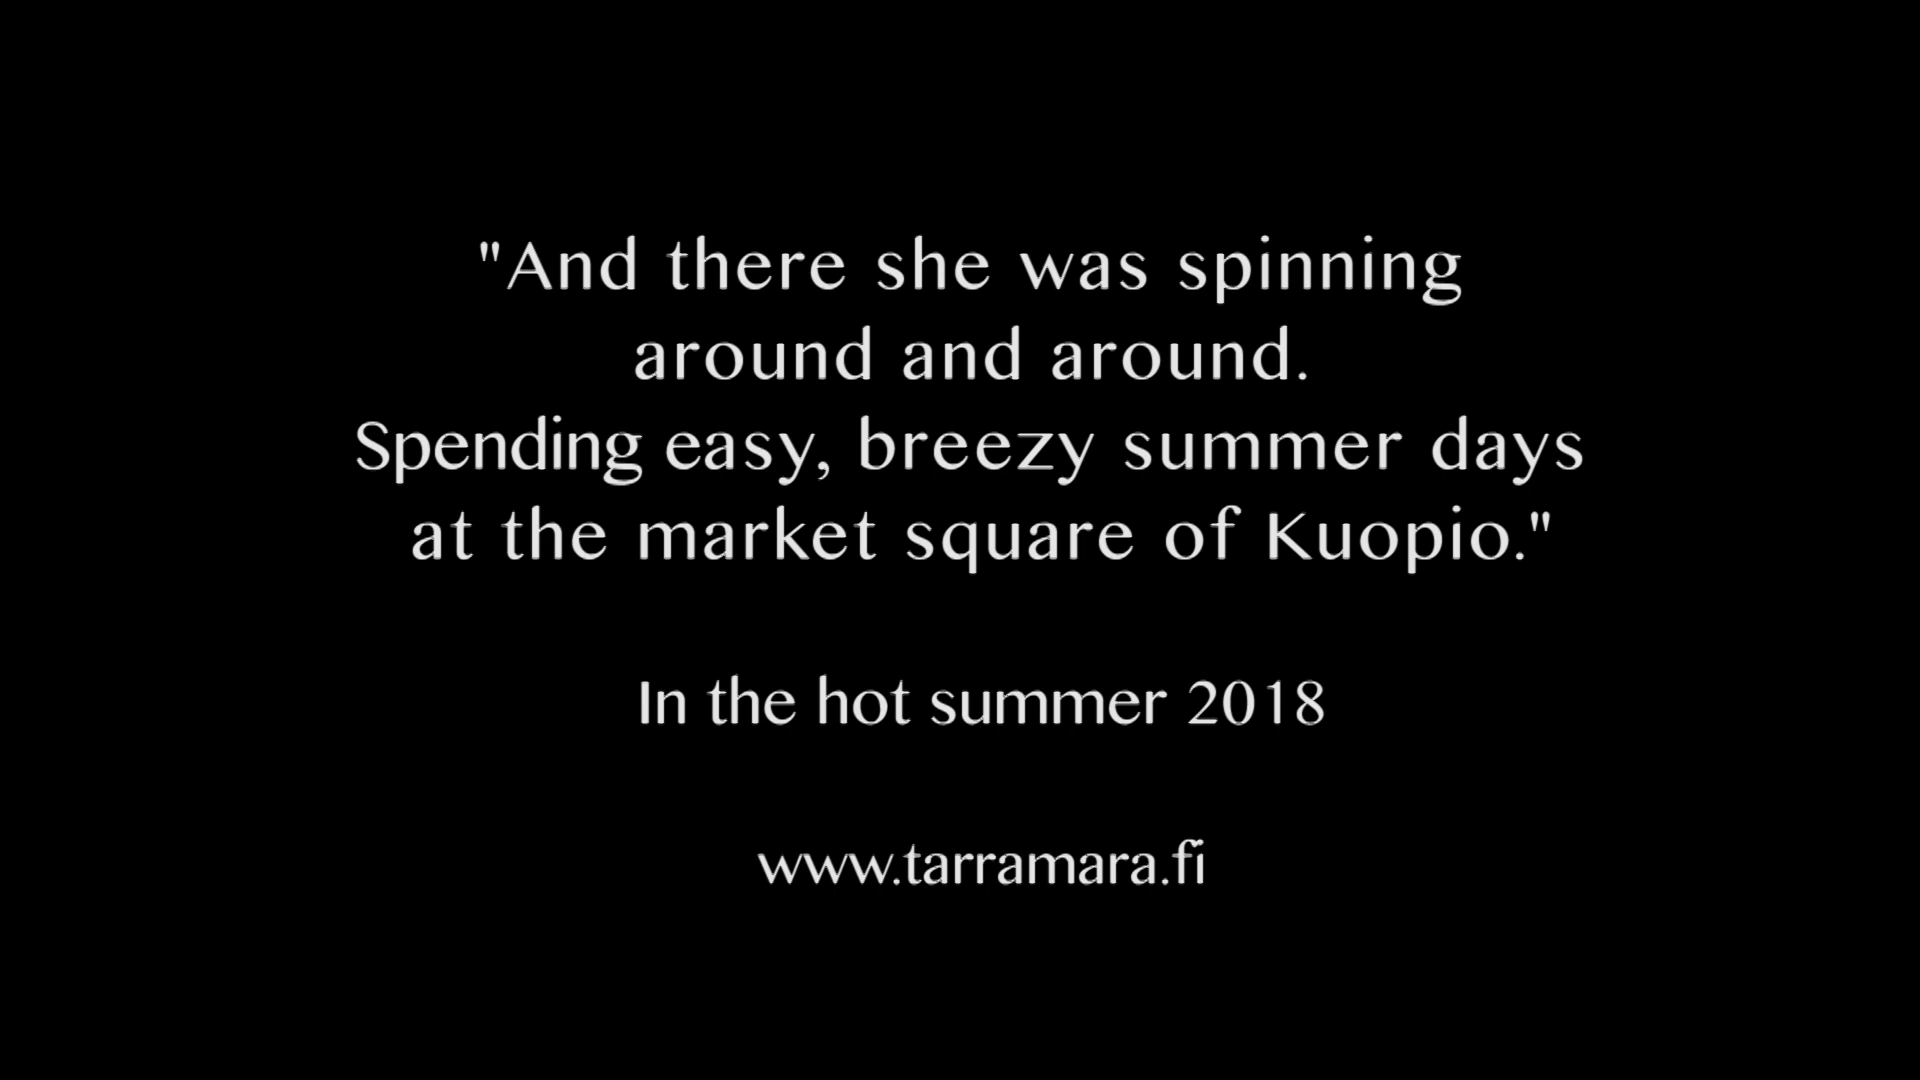 "And there she was spinning
around and around.
Spending easy, breezy summer days
at the market square of Kuopio."
In the hot summer 2018
www.tarramara.fi